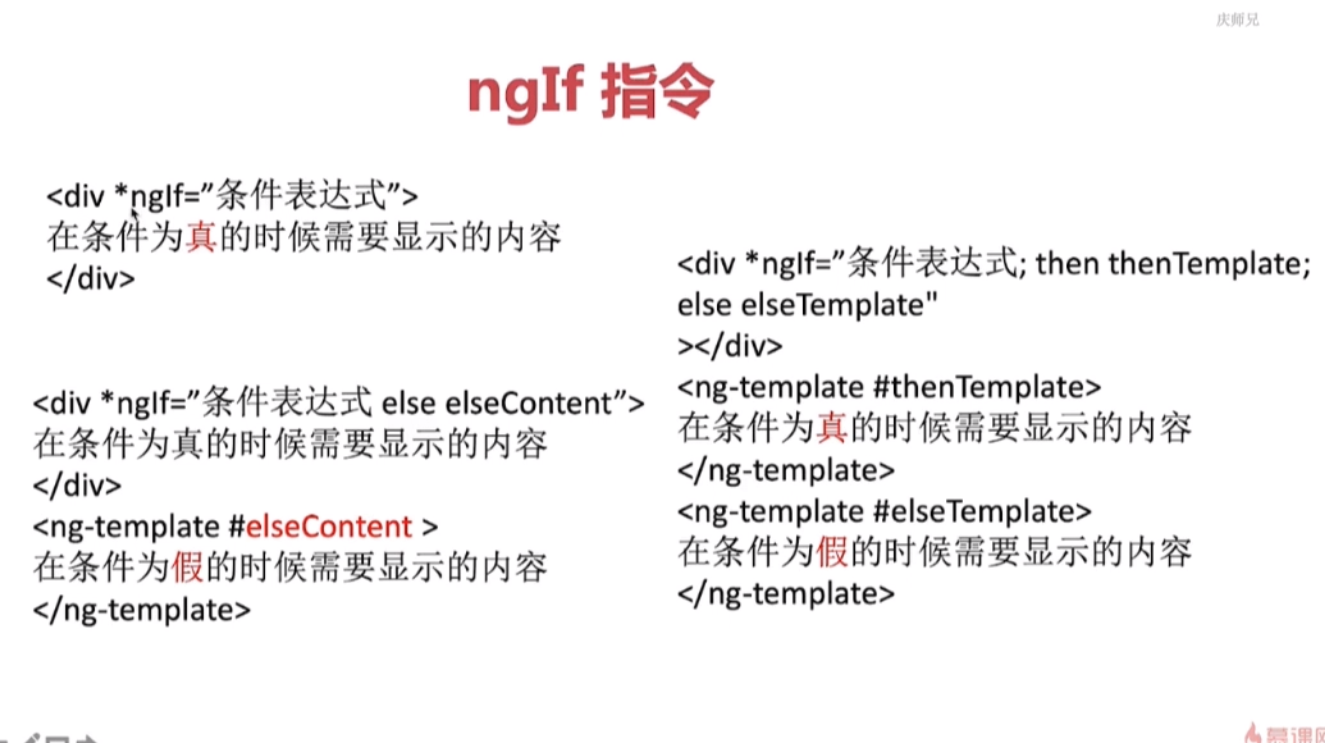 庆师兄
ngIf 指令
<div *ngIf=”条件表达式”>
在条件为真的时候需要显示的内容
</div>
<div *ngIf=”条件表达式 else elseContent”>
在条件为真的时候需要显示的内容
</div>
<ng-template #elseContent >
在条件为假的时候需要显示的内容
</ng-template>
<div *ngIf=”条件表达式; then thenTemplate;
else elseTemplate"
></div>
<ng-template #thenTemplate>
在条件为真的时候需要显示的内容
</ng-template>
<ng-template #elseTemplate>
在条件为假的时候需要显示的内容
</ng-template>
慕课网